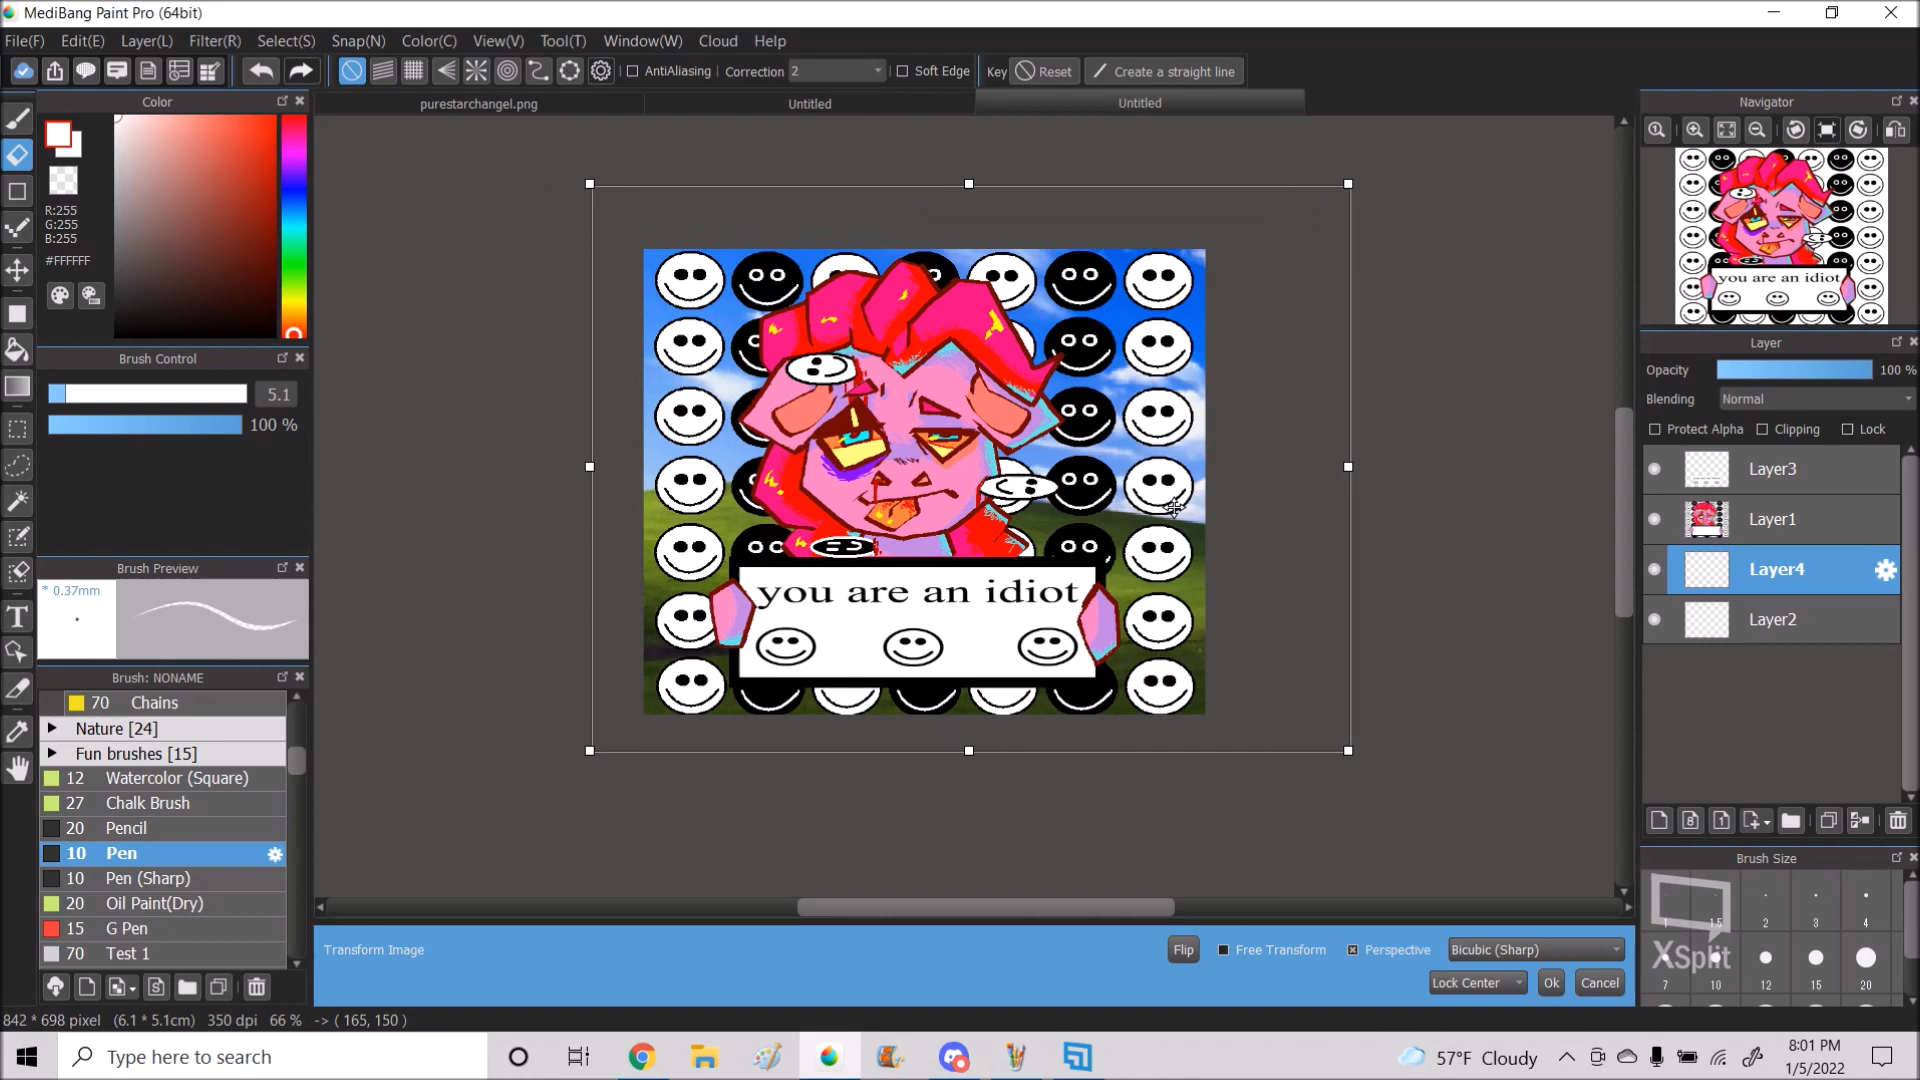 MediBang Paint Pro (64bit)
File(F) Edit(E) Layer(L) Filter(R) Select(S) Snap(N) Color(C) View(V) Tool(T) Window(W) Cloud Help
AntiAliasing Correction 2 Soft Edge Key Reset Create a straight line
Color
purestarchangel.png
Untitled
Untitled
Navigator
R:255
G:255
B:255
#FFFFFF
you are an idiot
Brush Control
5.1
100 %
Layer
Opacity 100 %
Blending Normal
Protect Alpha Clipping Lock
Layer3
Layer1
Layer4
Layer2
you are an idiot
Brush Preview
* 0.37mm
Brush: NONAME
70 Chains
Nature [24]
Fun brushes [15]
12 Watercolor (Square)
27 Chalk Brush
20 Pencil
10 Pen
10 Pen (Sharp)
20 Oil Paint(Dry)
15 G Pen
70 Test 1
Brush Size
1 1.5 2 3 4
XSplit
7 10 12 15 20
Transform Image
Flip Free Transform Perspective Bicubic (Sharp)
Lock Center Ok Cancel
842 * 698 pixel (6.1 * 5.1cm) 350 dpi 66 % -> ( 165, 150 )
Type here to search
57°F Cloudy
8:01 PM
1/5/2022